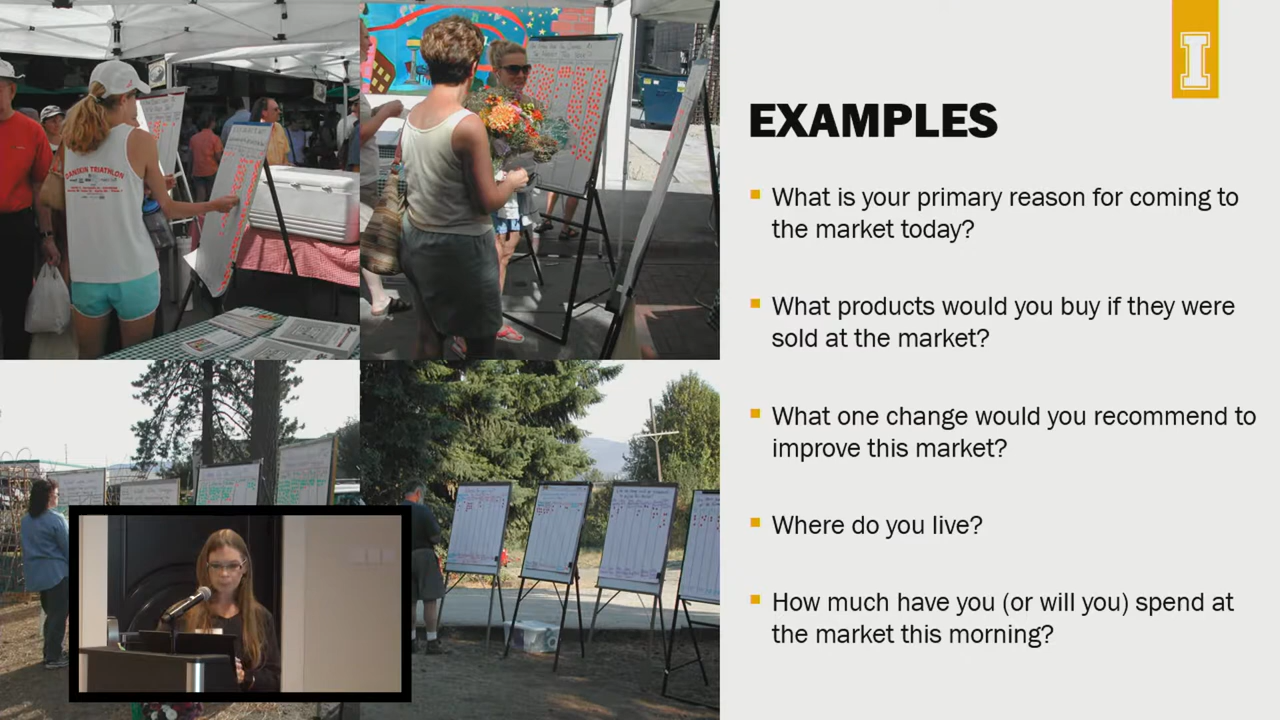 I
EXAMPLES
What is your primary reason for coming to
the market today?
What products would you buy if they were
sold at the market?
What one change would you recommend to
improve this market?
Where do you live?
How much have you (or will you) spend at
the market this morning?
DANSKIN TRIATHLON